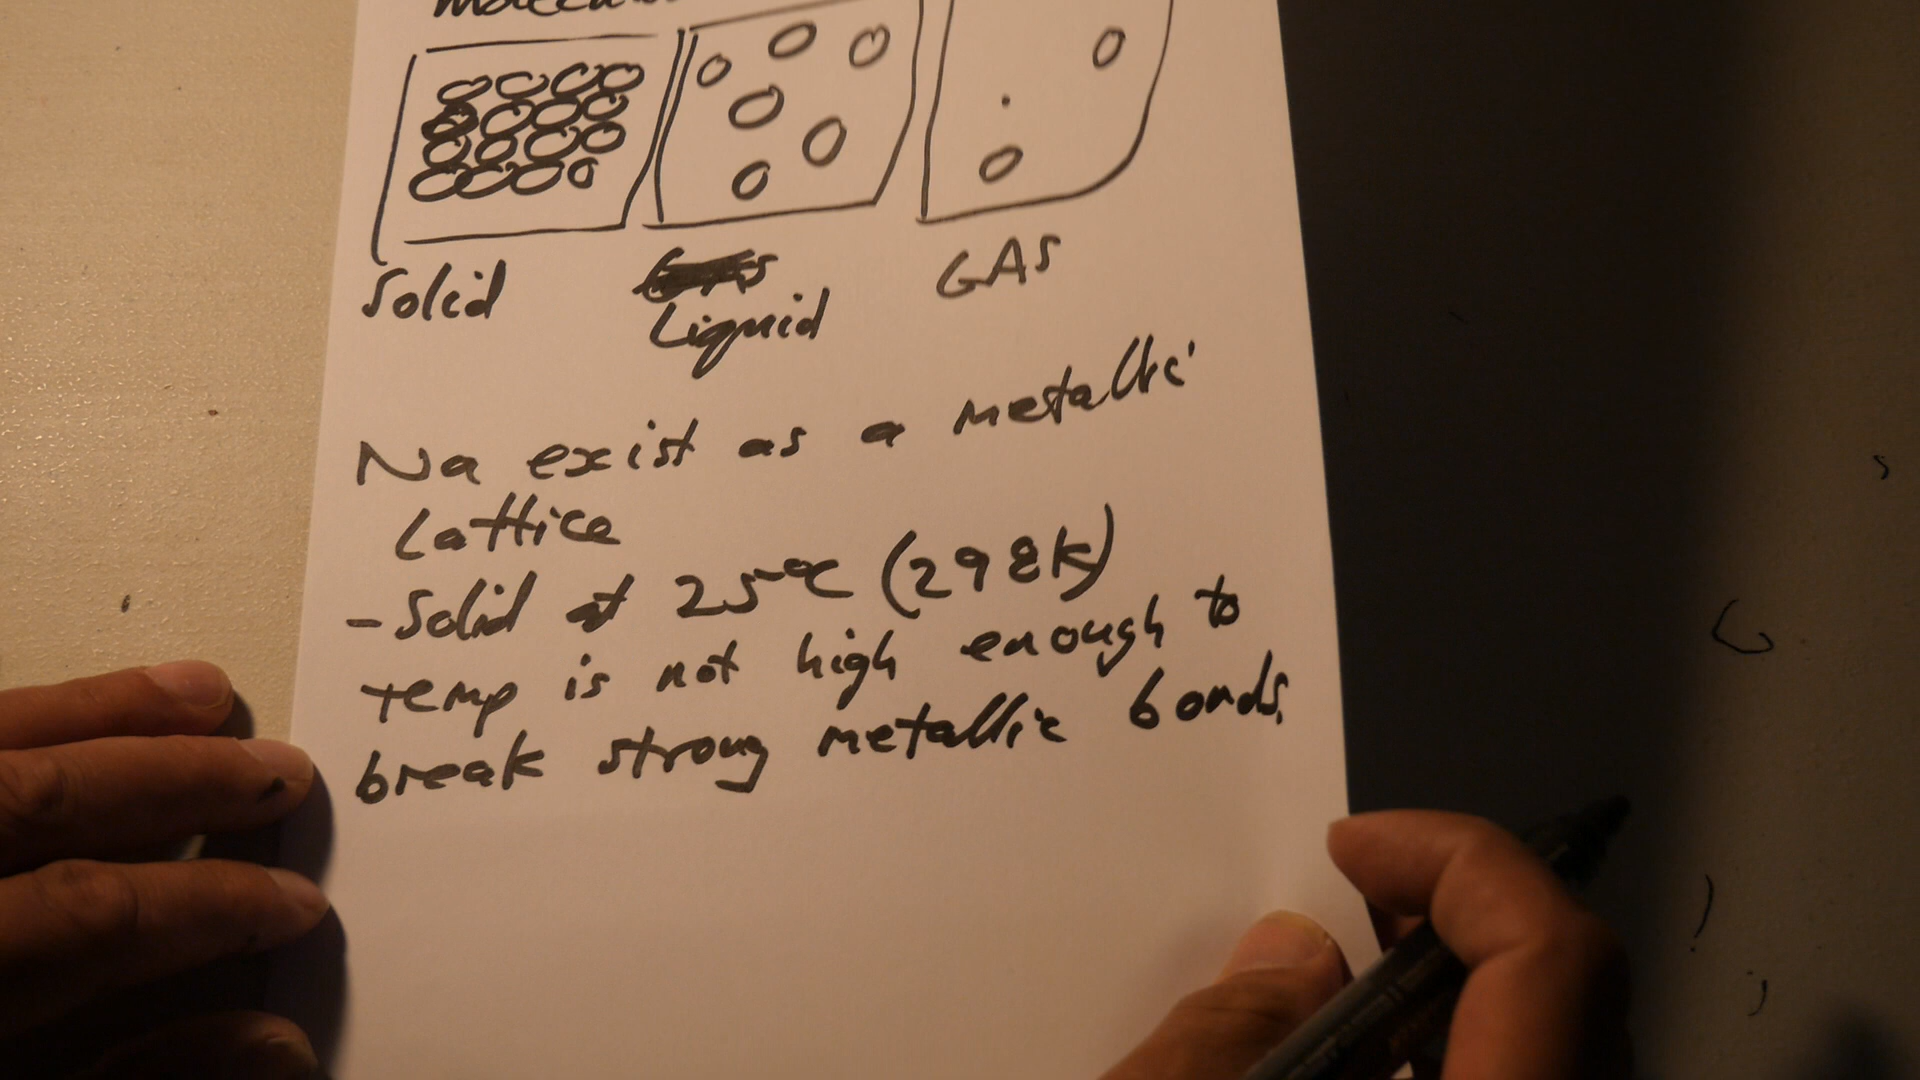 Solid
Liquid
GAS
Na exist as a metallic
Lattice
- Solid at 25°C (298K)
temp is not high enough to
break strong metallic bonds.